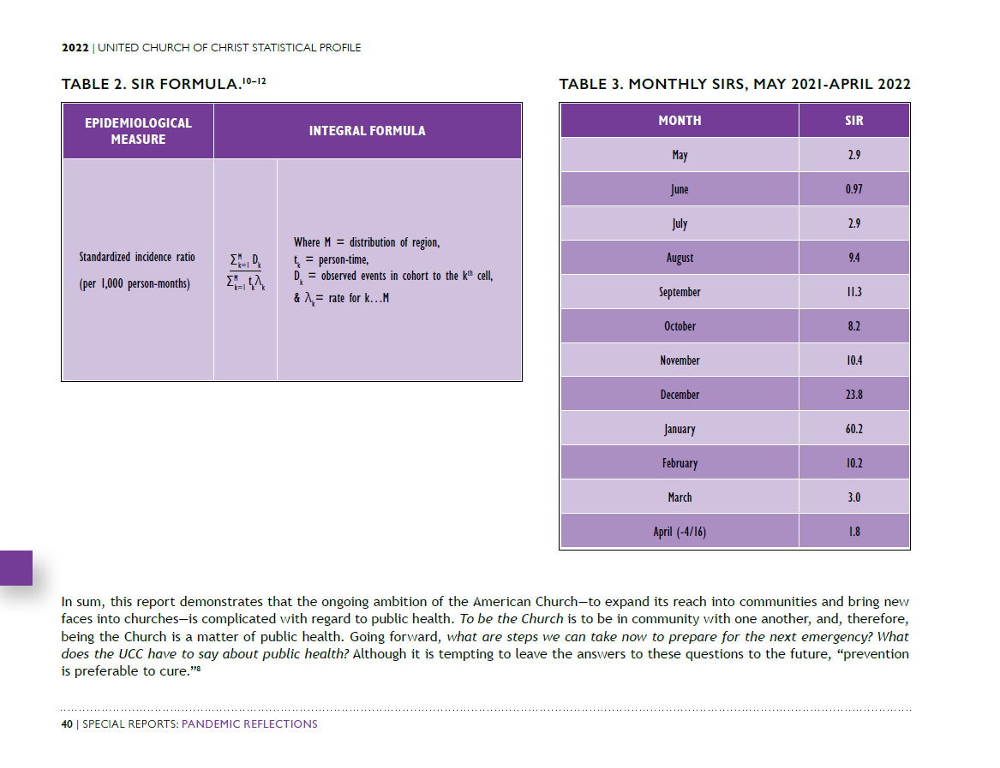 2022 | UNITED CHURCH OF CHRIST STATISTICAL PROFILE
TABLE 2. SIR FORMULA.¹⁰⁻¹²
EPIDEMIOLOGICAL
MEASURE
INTEGRAL FORMULA
Standardized incidence ratio
(per 1,000 person-months)
∑ᴹₖ₌₁ Dₖ
∑ᴹₖ₌₁ tₖλₖ
Where M = distribution of region,
tₖ = person-time,
Dₖ = observed events in cohort to the kᵗʰ cell,
& λₖ= rate for k…M
TABLE 3. MONTHLY SIRS, MAY 2021-APRIL 2022
MONTH SIR
May 2.9
June 0.97
July 2.9
August 9.4
September 11.3
October 8.2
November 10.4
December 23.8
January 60.2
February 10.2
March 3.0
April (-4/16) 1.8
In sum, this report demonstrates that the ongoing ambition of the American Church—to expand its reach into communities and bring new
faces into churches—is complicated with regard to public health. To be the Church is to be in community with one another, and, therefore,
being the Church is a matter of public health. Going forward, what are steps we can take now to prepare for the next emergency? What
does the UCC have to say about public health? Although it is tempting to leave the answers to these questions to the future, “prevention
is preferable to cure.”⁸
40 | SPECIAL REPORTS: PANDEMIC REFLECTIONS